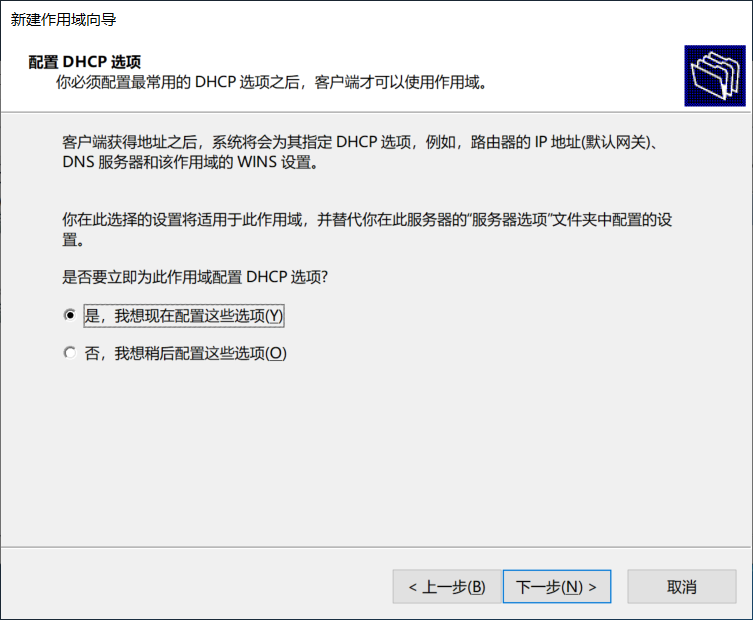 新建作用域向导
配置 DHCP 选项
你必须配置最常用的 DHCP 选项之后，客户端才可以使用作用域。
客户端获得地址之后，系统将会为其指定 DHCP 选项，例如，路由器的 IP 地址(默认网关)、
DNS 服务器和该作用域的 WINS 设置。
你在此选择的设置将适用于此作用域，并替代你在此服务器的“服务器选项”文件夹中配置的设
置。
是否要立即为此作用域配置 DHCP 选项?
是，我想现在配置这些选项(Y)
否，我想稍后配置这些选项(O)
< 上一步(B)
下一步(N) >
取消